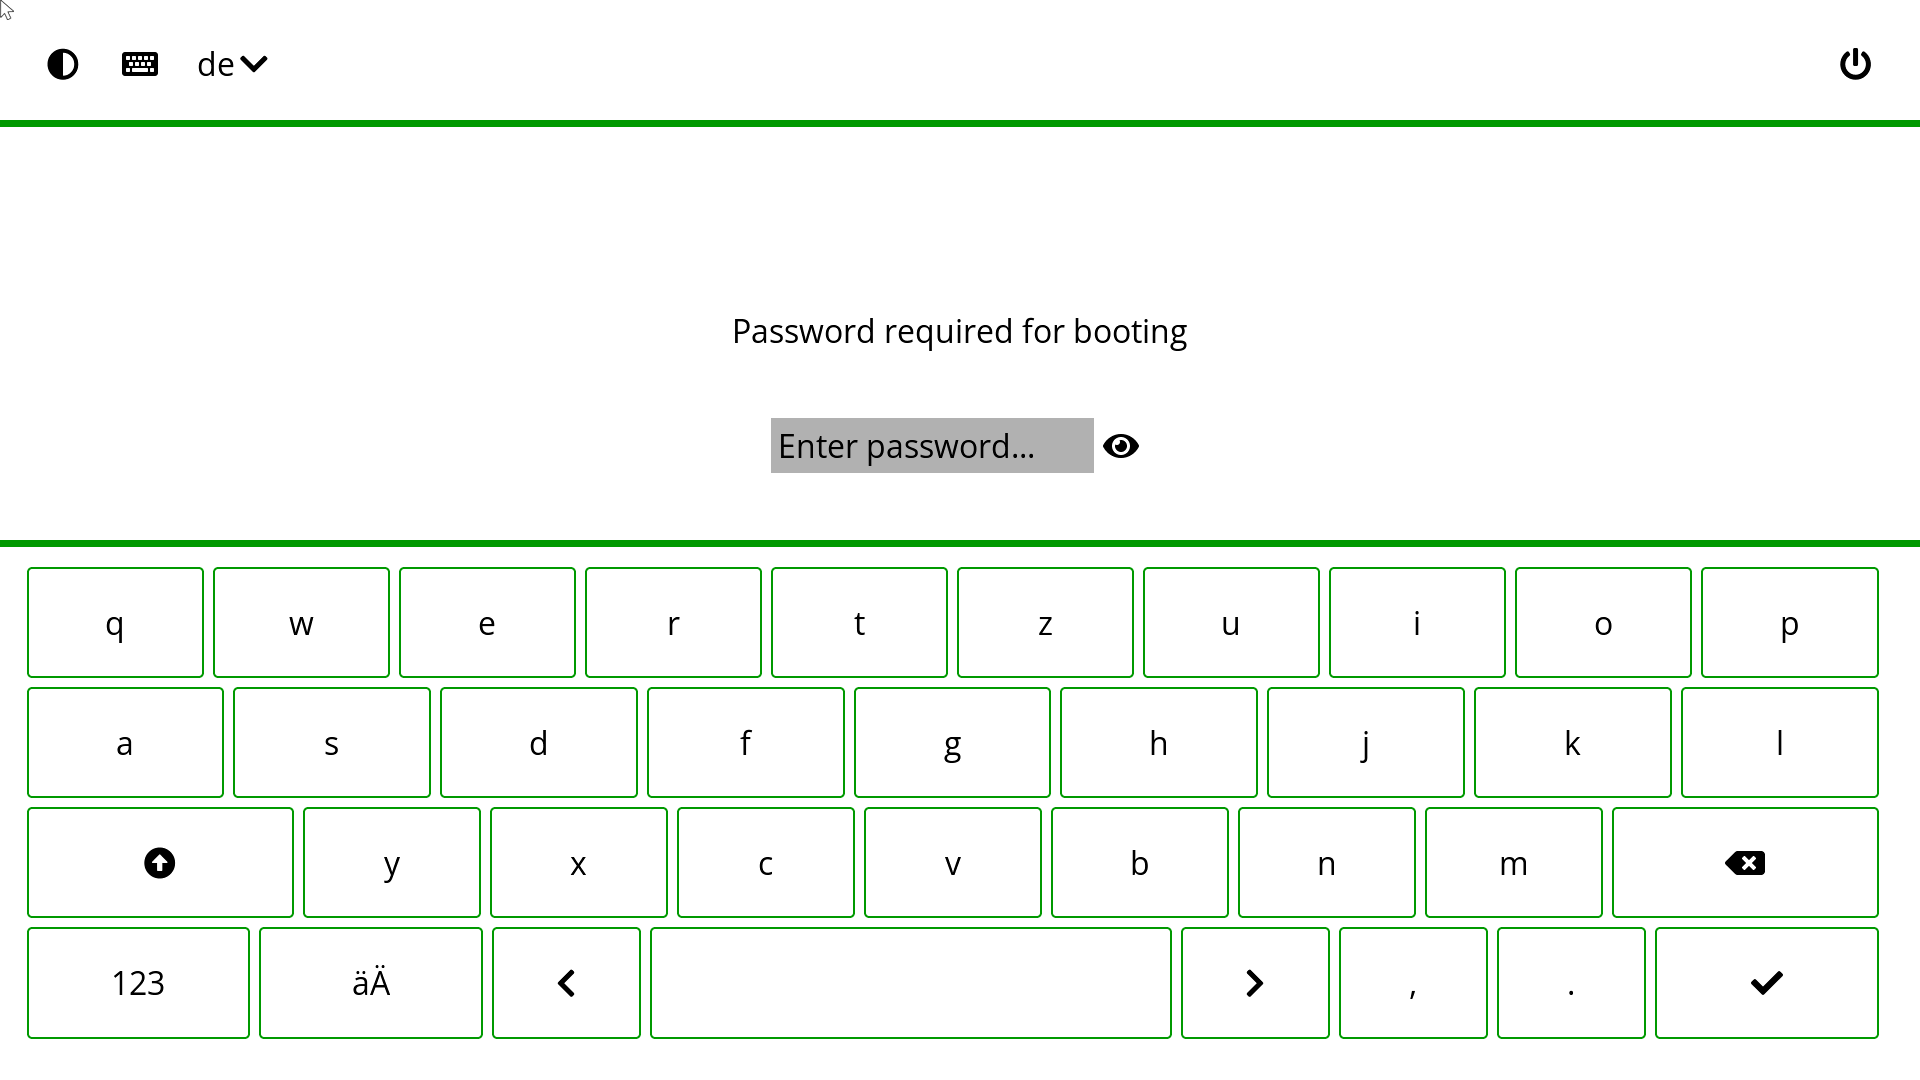 de
Password required for booting
Enter password...
q w e r t z u i o p
a s d f g h j k l
y x c v b n m
123 äÄ , .